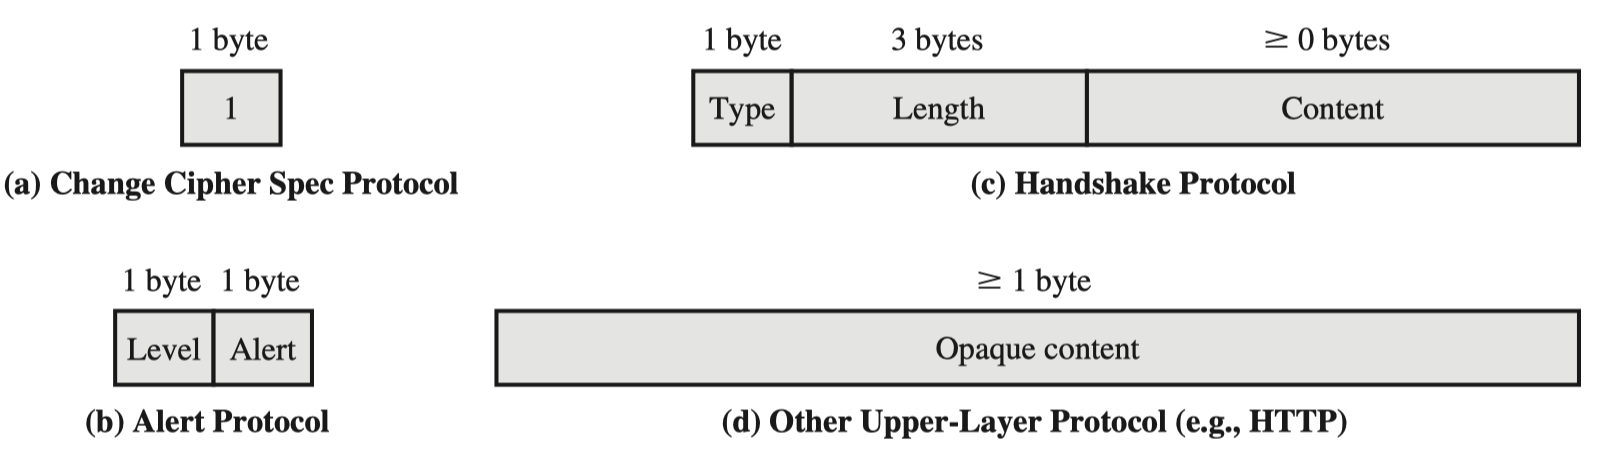 1 byte
1
(a) Change Cipher Spec Protocol
1 byte 3 bytes ≥ 0 bytes
Type Length Content
(c) Handshake Protocol
1 byte 1 byte
Level Alert
(b) Alert Protocol
≥ 1 byte
Opaque content
(d) Other Upper-Layer Protocol (e.g., HTTP)